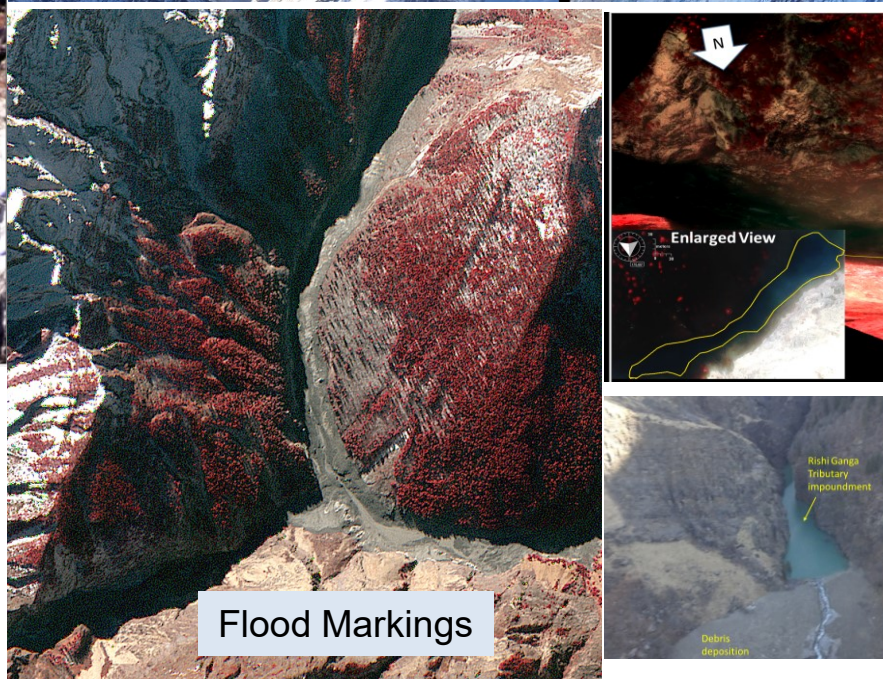 Flood Markings
N
Enlarged View
Rishi Ganga
Tributary
impoundment
Debris
deposition